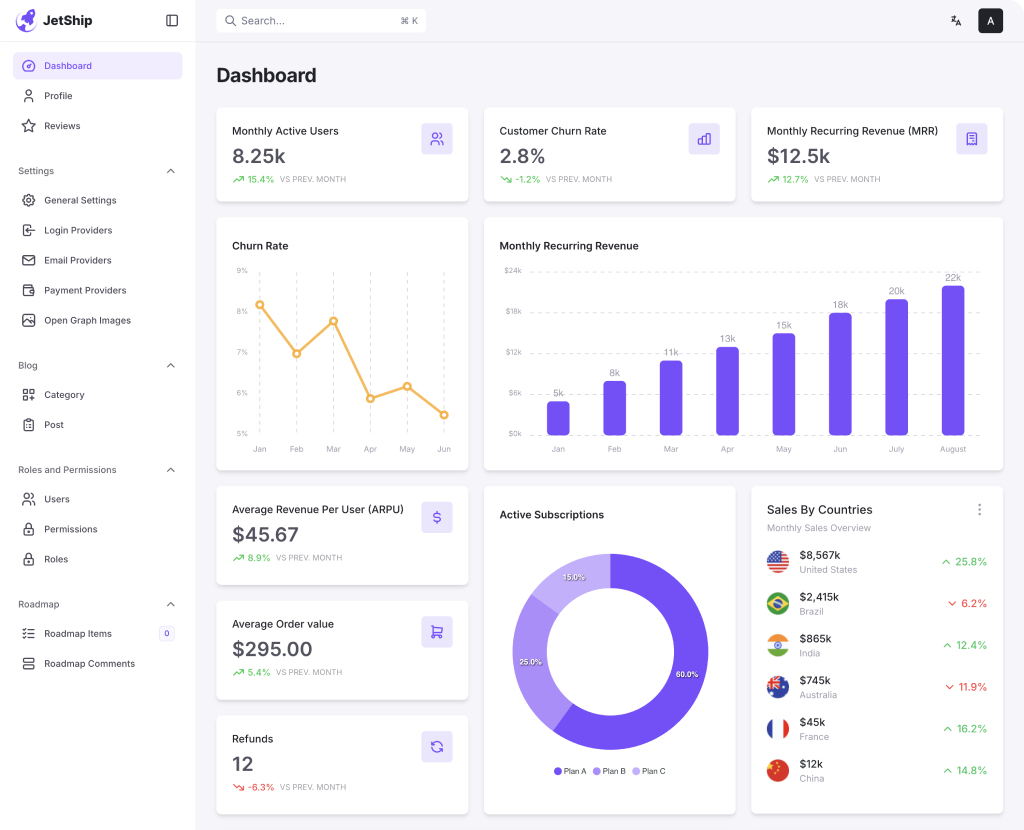 JetShip
Search...
⌘ K
A
Dashboard
Profile
Reviews
Settings
General Settings
Login Providers
Email Providers
Payment Providers
Open Graph Images
Blog
Category
Post
Roles and Permissions
Users
Permissions
Roles
Roadmap
Roadmap Items
0
Roadmap Comments
Dashboard
Monthly Active Users
8.25k
15.4% VS PREV. MONTH
Customer Churn Rate
2.8%
-1.2% VS PREV. MONTH
Monthly Recurring Revenue (MRR)
$12.5k
12.7% VS PREV. MONTH
Churn Rate
9%
8%
7%
6%
5%
Jan Feb Mar Apr May Jun
Monthly Recurring Revenue
$24k
$18k
$12k
$6k
$0k
5k 8k 11k 13k 15k 18k 20k 22k
Jan Feb Mar Apr May Jun July August
Average Revenue Per User (ARPU)
$45.67
8.9% VS PREV. MONTH
Average Order value
$295.00
5.4% VS PREV. MONTH
Refunds
12
-6.3% VS PREV. MONTH
Active Subscriptions
15.0%
25.0%
60.0%
Plan A Plan B Plan C
Sales By Countries
Monthly Sales Overview
$8,567k
United States
25.8%
$2,415k
Brazil
6.2%
$865k
India
12.4%
$745k
Australia
11.9%
$45k
France
16.2%
$12k
China
14.8%